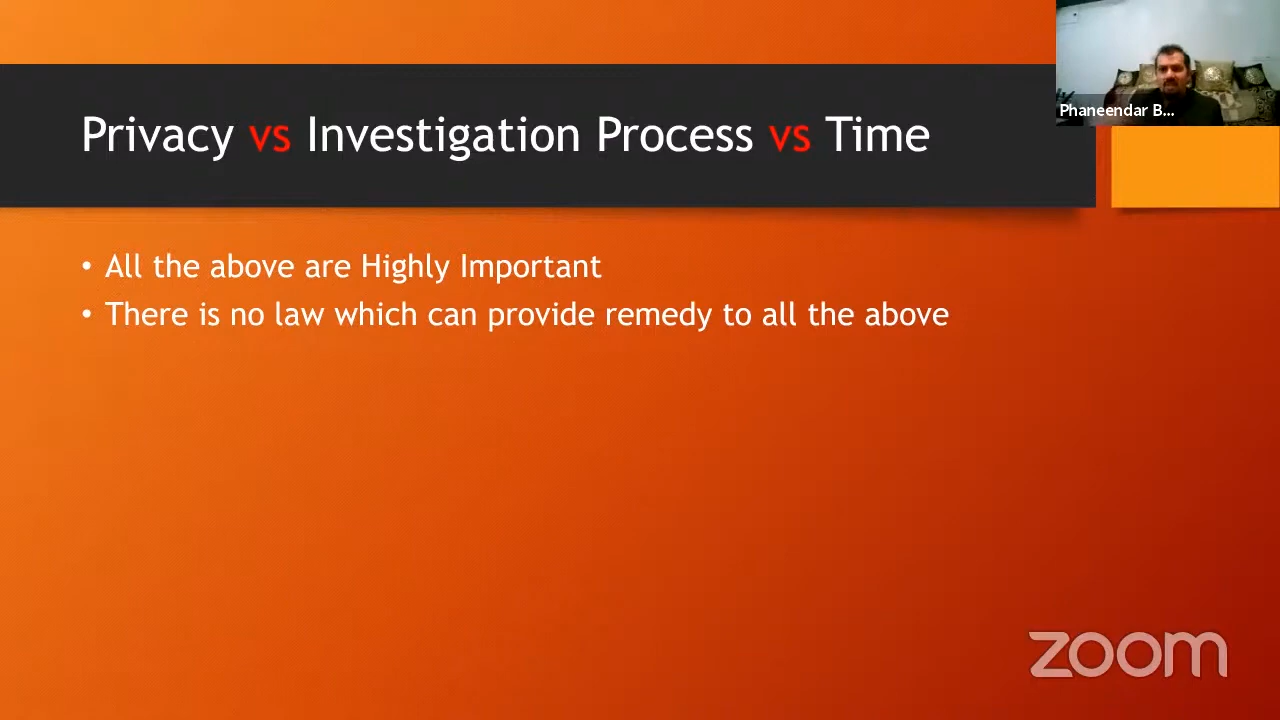 Phaneendar B...
Privacy vs Investigation Process vs Time
• All the above are Highly Important
• There is no law which can provide remedy to all the above
zoom